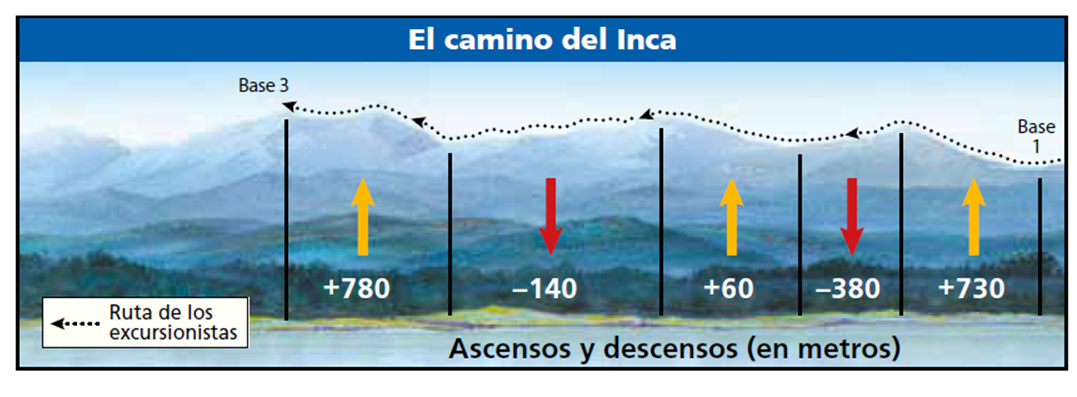 El camino del Inca
Base 3
Base
1
+780
–140
+60
–380
+730
Ruta de los
excursionistas
Ascensos y descensos (en metros)